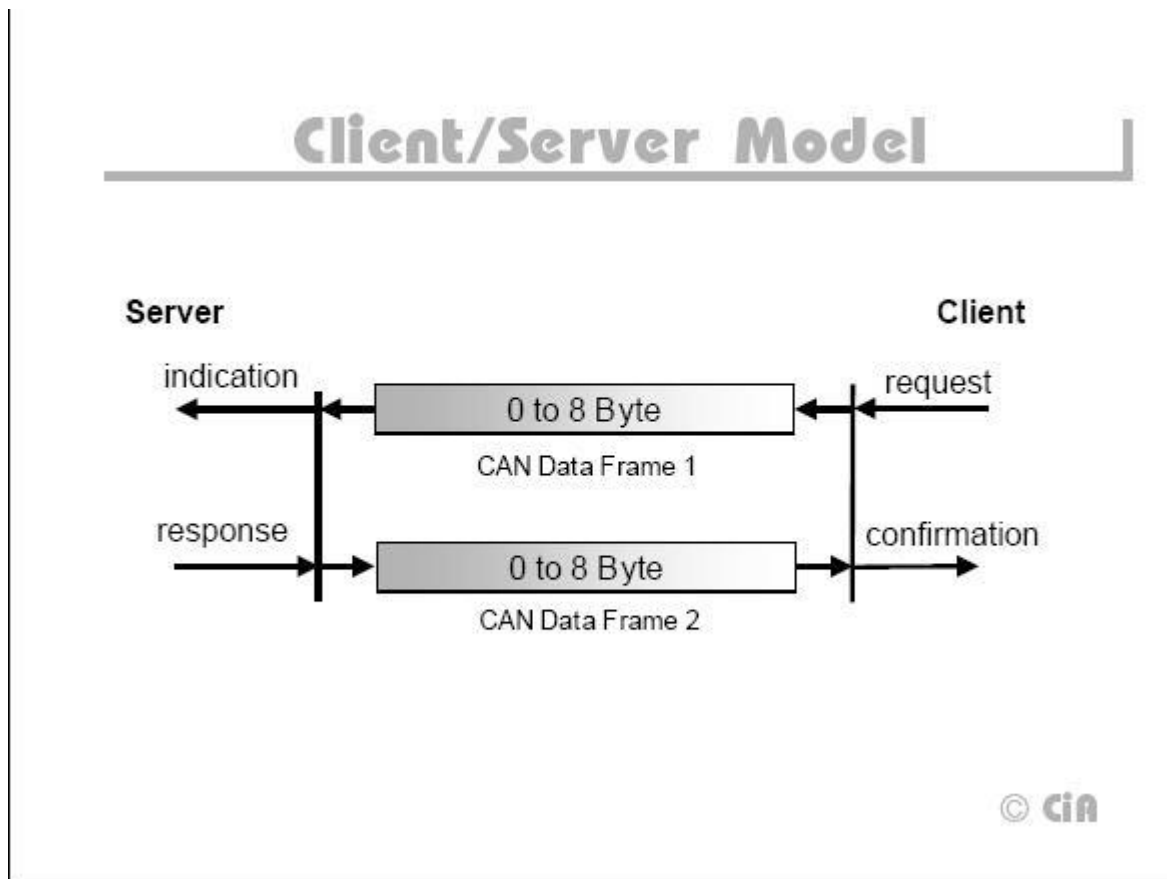 Client/Server Model
Server
Client
indication
request
0 to 8 Byte
CAN Data Frame 1
response
confirmation
0 to 8 Byte
CAN Data Frame 2
© CiA